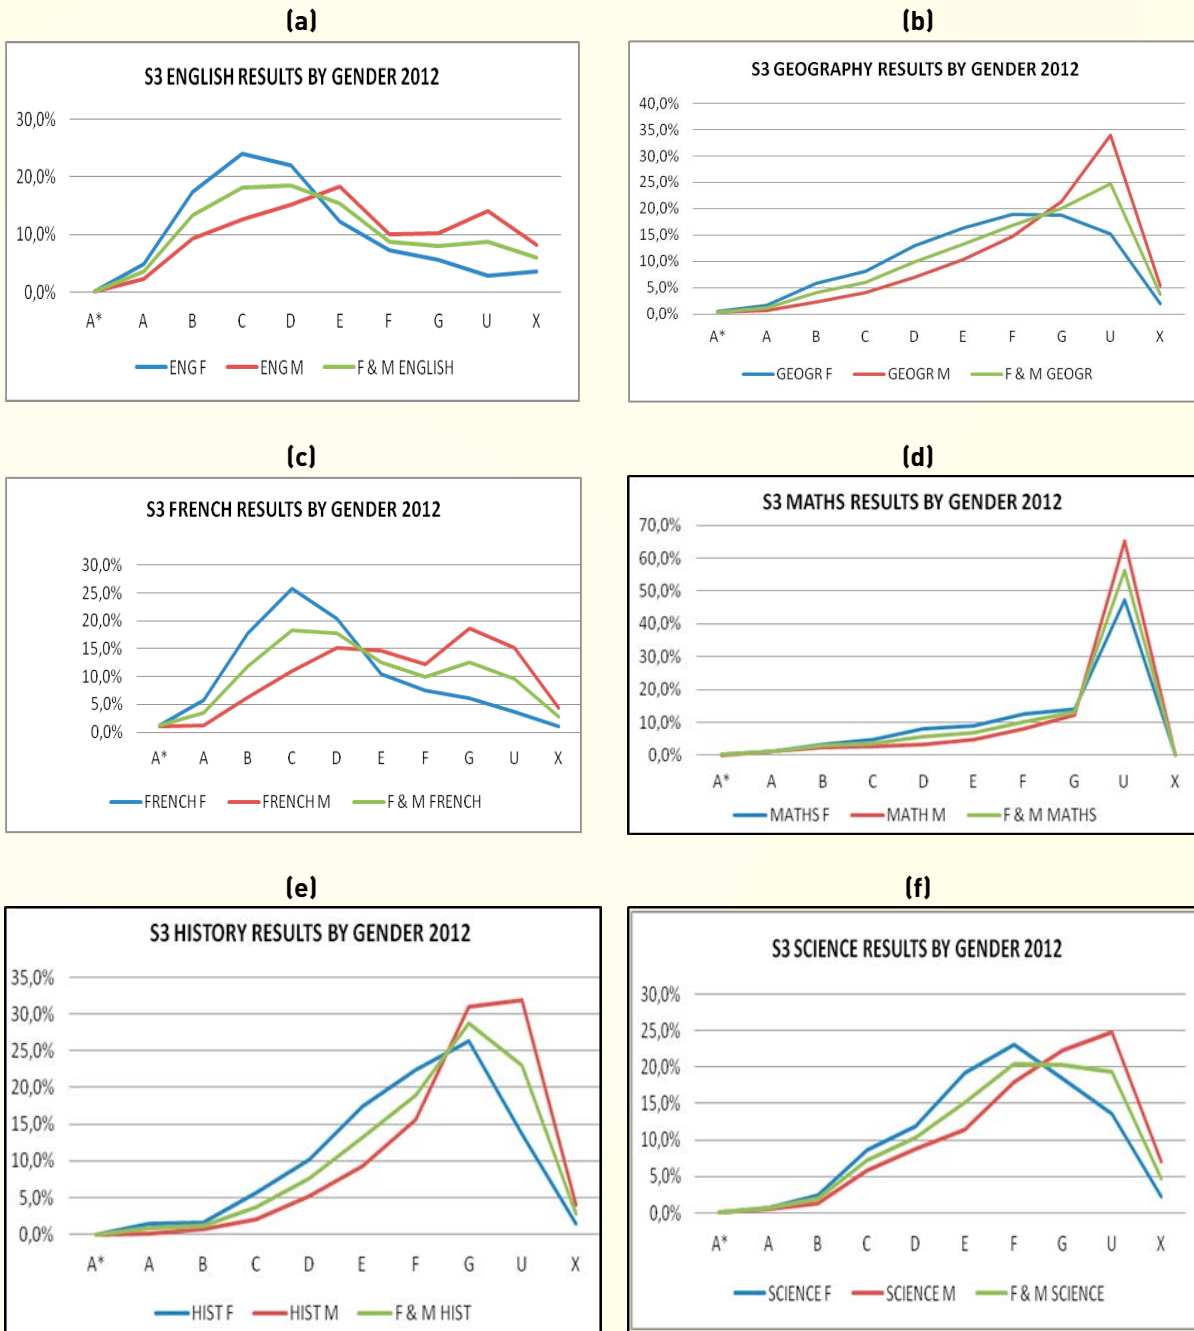 (a)
S3 ENGLISH RESULTS BY GENDER 2012
30,0%
20,0%
10,0%
0,0%
A* A B C D E F G U X
ENG F ENG M F & M ENGLISH
(b)
S3 GEOGRAPHY RESULTS BY GENDER 2012
40,0%
35,0%
30,0%
25,0%
20,0%
15,0%
10,0%
5,0%
0,0%
A* A B C D E F G U X
GEOGR F GEOGR M F & M GEOGR
(c)
S3 FRENCH RESULTS BY GENDER 2012
30,0%
25,0%
20,0%
15,0%
10,0%
5,0%
0,0%
A* A B C D E F G U X
FRENCH F FRENCH M F & M FRENCH
(d)
S3 MATHS RESULTS BY GENDER 2012
70,0%
60,0%
50,0%
40,0%
30,0%
20,0%
10,0%
0,0%
A* A B C D E F G U X
MATHS F MATH M F & M MATHS
(e)
S3 HISTORY RESULTS BY GENDER 2012
35,0%
30,0%
25,0%
20,0%
15,0%
10,0%
5,0%
0,0%
A* A B C D E F G U X
HIST F HIST M F & M HIST
(f)
S3 SCIENCE RESULTS BY GENDER 2012
30,0%
25,0%
20,0%
15,0%
10,0%
5,0%
0,0%
A* A B C D E F G U X
SCIENCE F SCIENCE M F & M SCIENCE